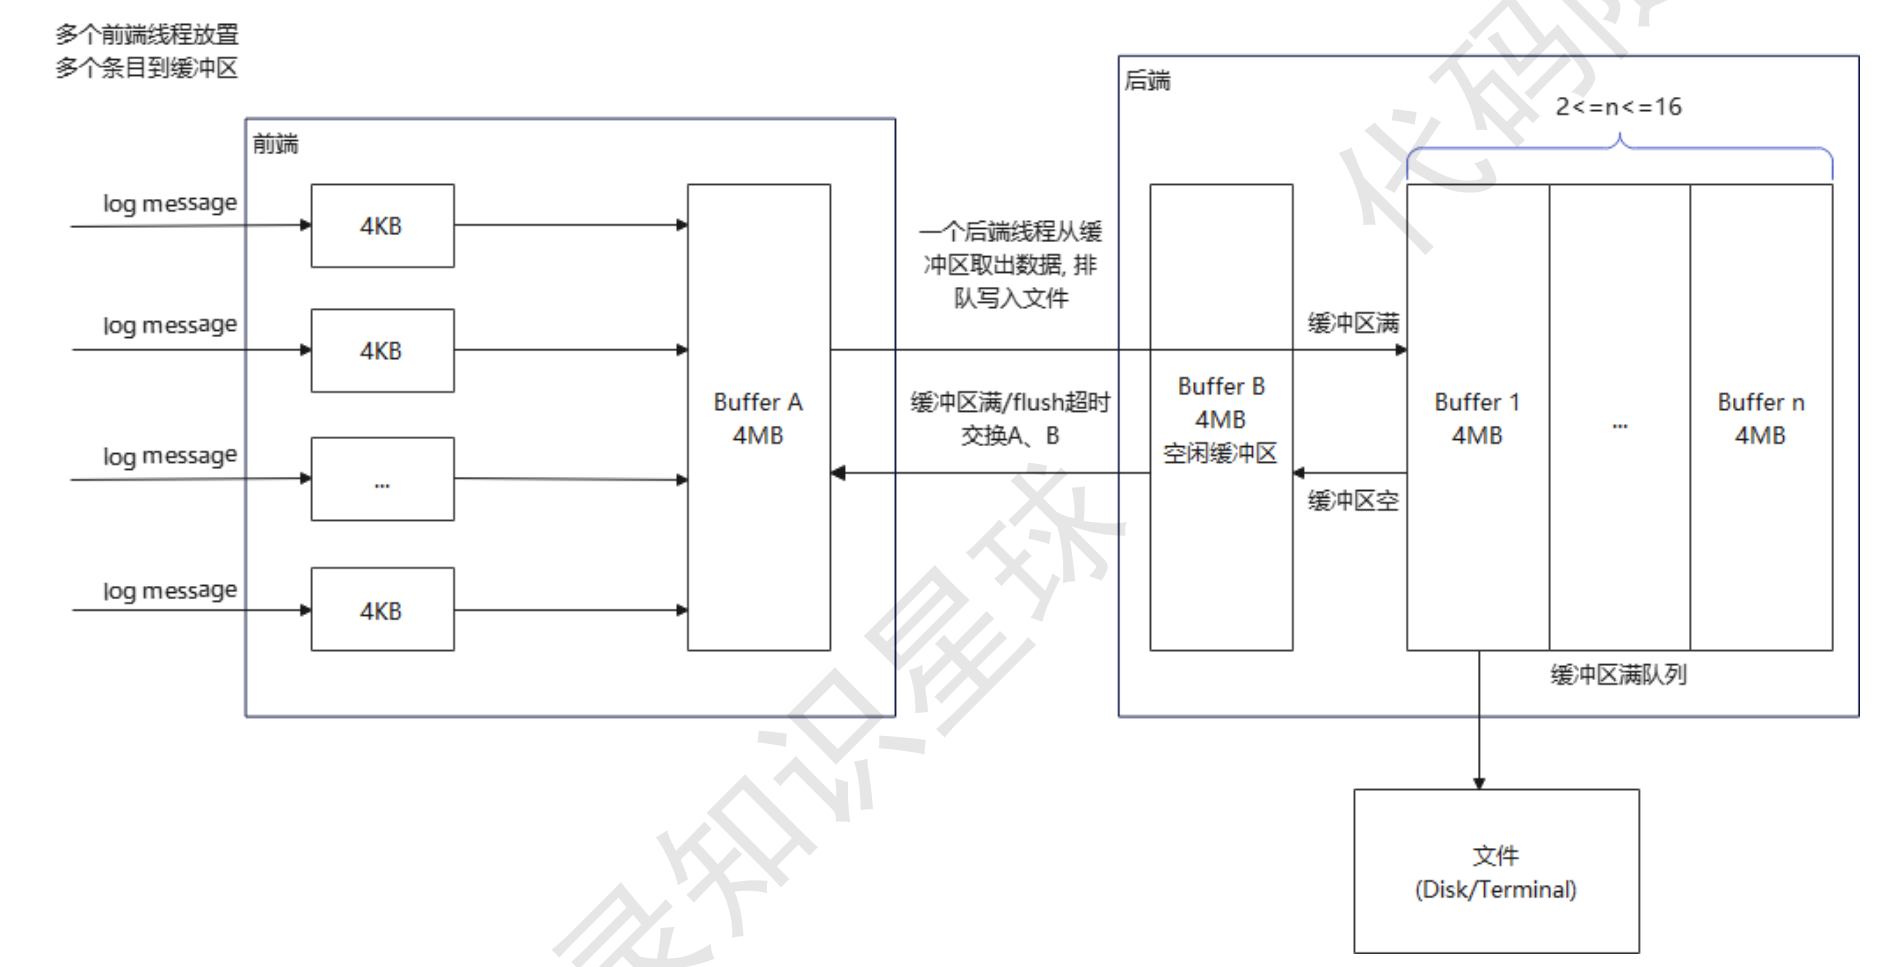 多个前端线程放置
多个条目到缓冲区
前端
log message
4KB
log message
4KB
log message
...
log message
4KB
Buffer A
4MB
一个后端线程从缓
冲区取出数据, 排
队写入文件
缓冲区满/flush超时
交换A、B
后端
2<=n<=16
Buffer B
4MB
空闲缓冲区
缓冲区满
缓冲区空
Buffer 1
4MB
...
Buffer n
4MB
缓冲区满队列
文件
(Disk/Terminal)
代码
录知识星球